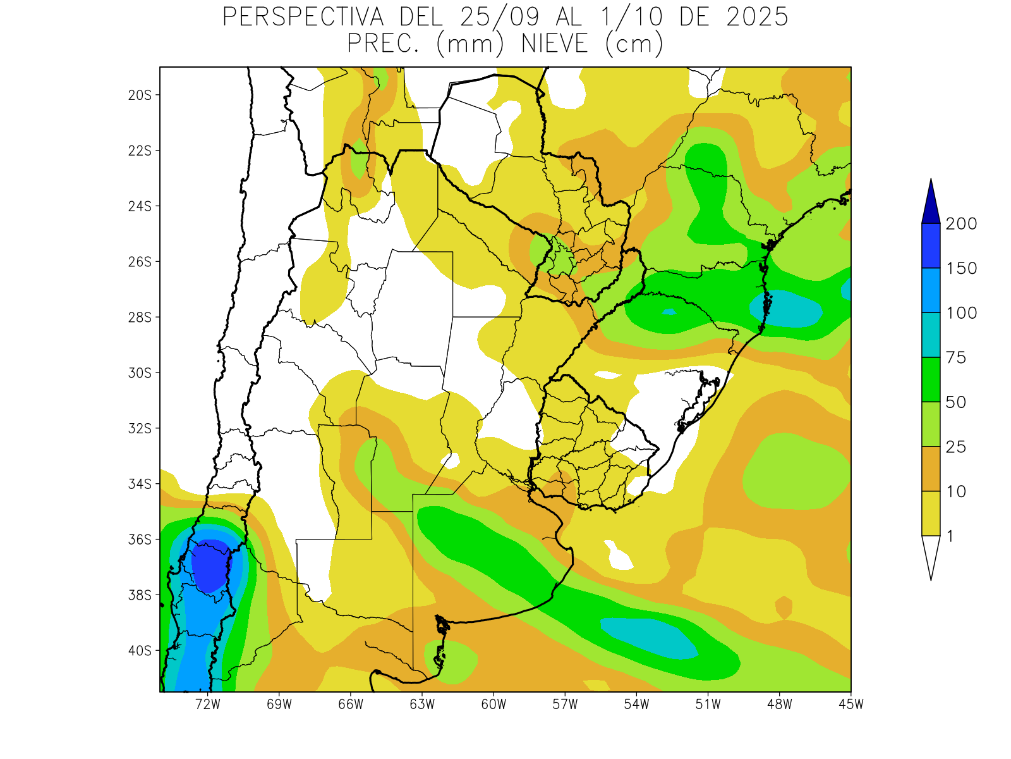 PERSPECTIVA DEL 25/09 AL 1/10 DE 2025
PREC. (mm) NIEVE (cm)
20S
22S
24S
26S
28S
30S
32S
34S
36S
38S
40S
72W 69W 66W 63W 60W 57W 54W 51W 48W 45W
200
150
100
75
50
25
10
1